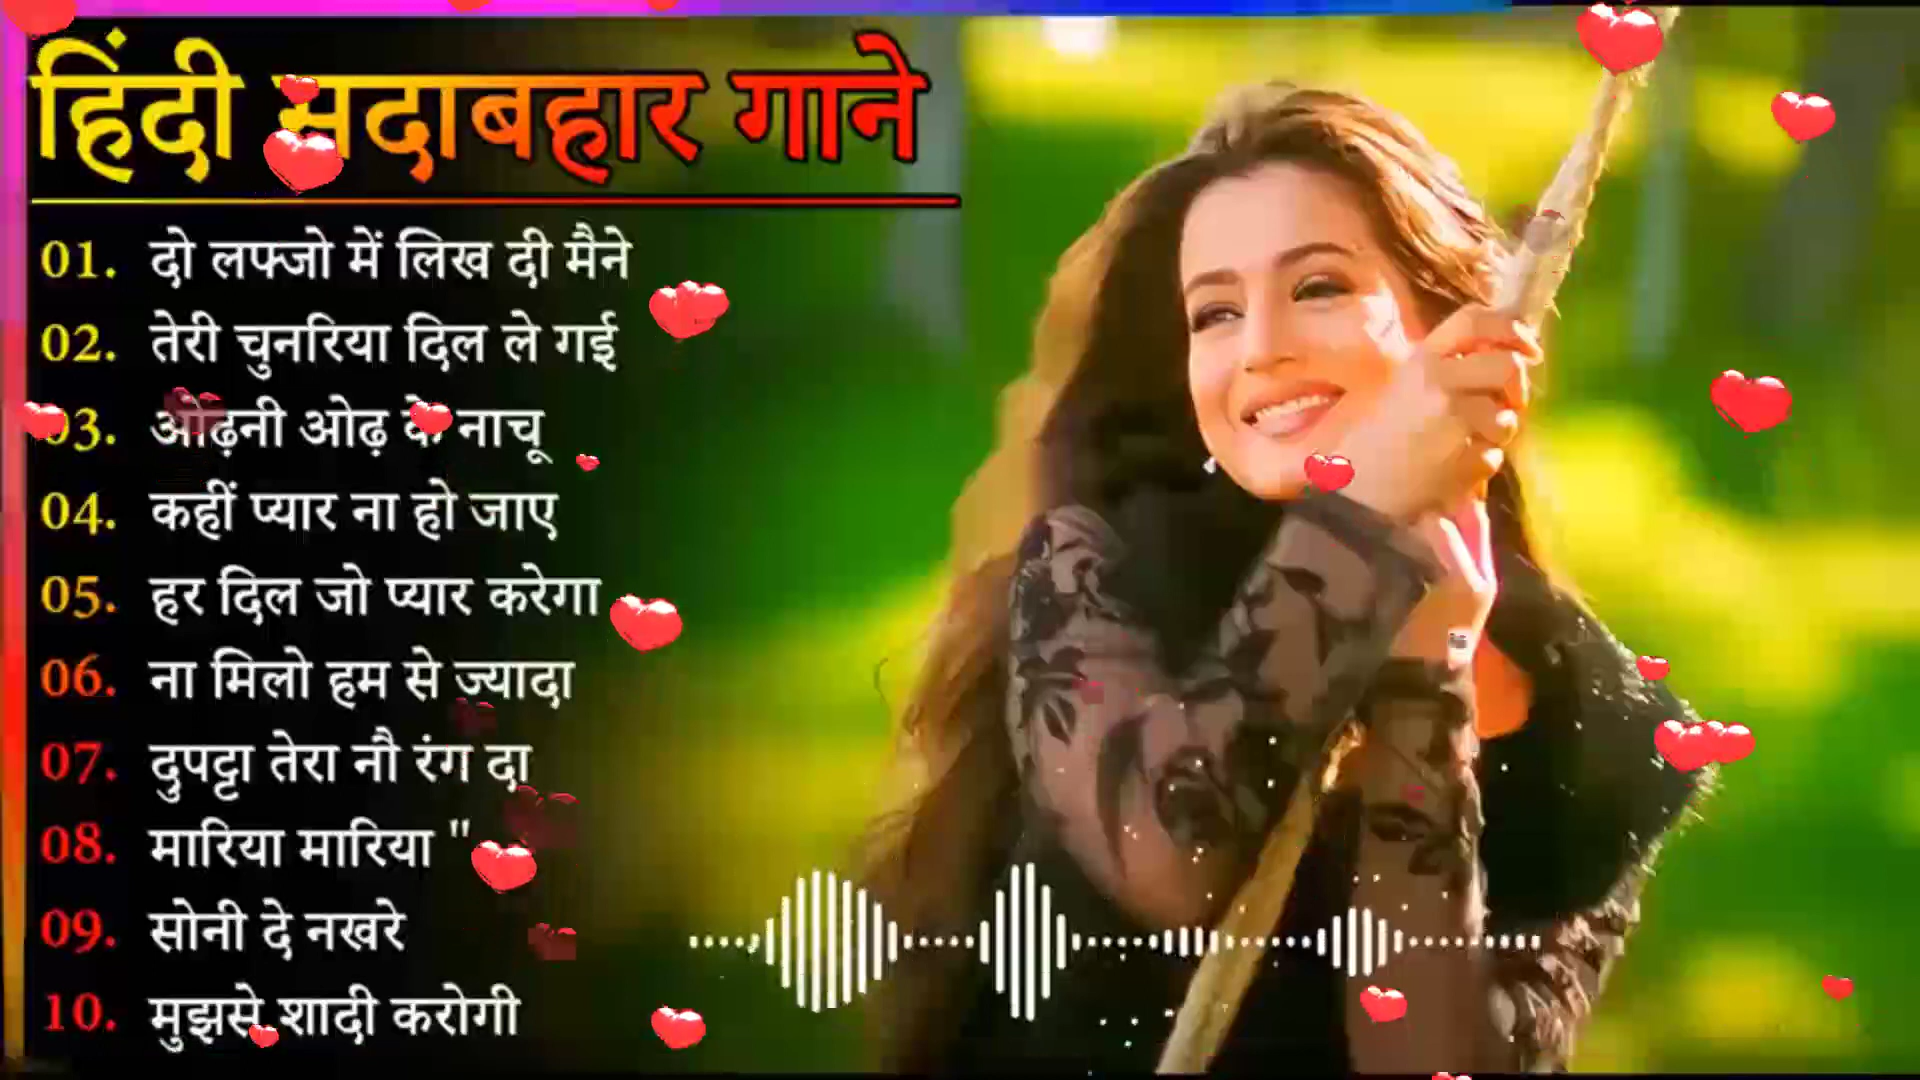 हिंदी सदाबहार गाने
01. दो लफ्जो में लिख दी मैने
02. तेरी चुनरिया दिल ले गई
03. ओढ़नी ओढ़ के नाचू
04. कहीं प्यार ना हो जाए
05. हर दिल जो प्यार करेगा
06. ना मिलो हम से ज्यादा
07. दुपट्टा तेरा नौ रंग दा
08. मारिया मारिया "
09. सोनी दे नखरे
10. मुझसे शादी करोगी